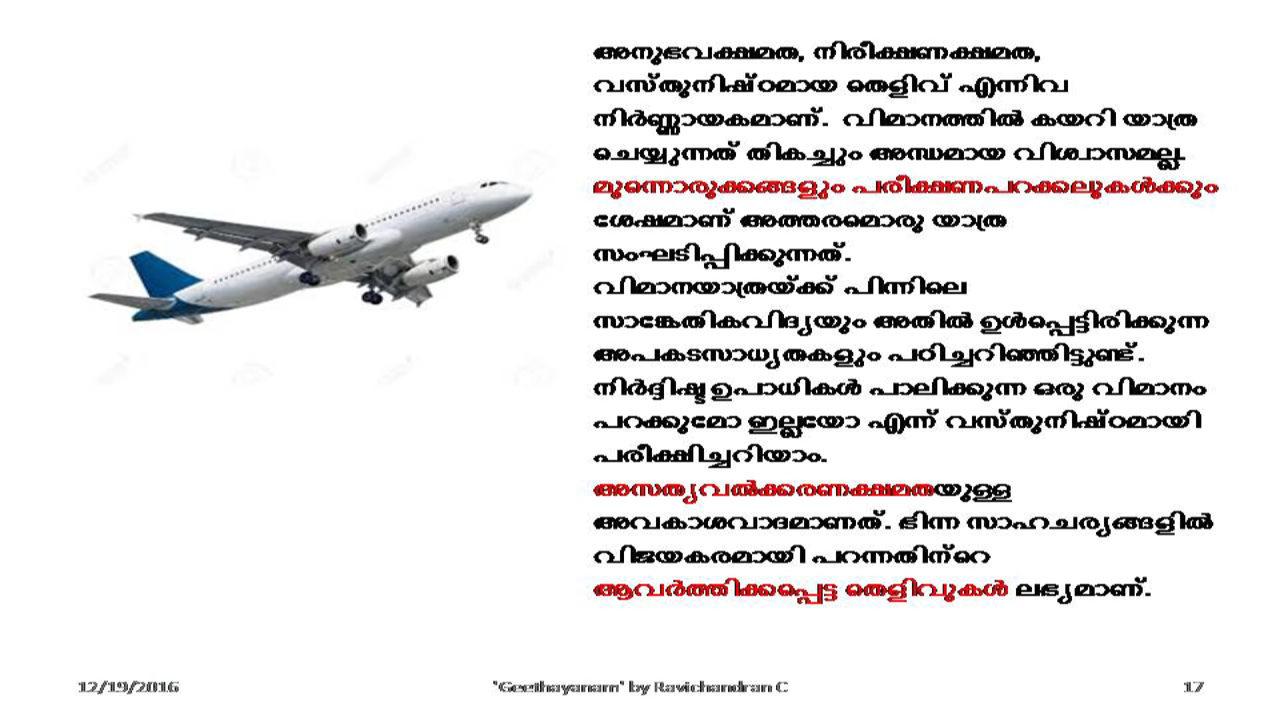 അനുഭവക്ഷമത, നിരീക്ഷണക്ഷമത,
വസ്തുനിഷ്ഠമായ തെളിവ് എന്നിവ
നിർണ്ണായകമാണ്. വിമാനത്തിൽ കയറി യാത്ര
ചെയ്യുന്നത് തികച്ചും അന്ധമായ വിശ്വാസമല്ല.
മുന്നൊരുക്കങ്ങളും പരീക്ഷണപറക്കലുകൾക്കും
ശേഷമാണ് അത്തരമൊരു യാത്ര
സംഘടിപ്പിക്കുന്നത്.
വിമാനയാത്രയ്ക്ക് പിന്നിലെ
സാങ്കേതികവിദ്യയും അതിൽ ഉൾപ്പെട്ടിരിക്കുന്ന
അപകടസാധ്യതകളും പഠിച്ചറിഞ്ഞിട്ടുണ്ട്.
നിർദ്ദിഷ്ട ഉപാധികൾ പാലിക്കുന്ന ഒരു വിമാനം
പറക്കുമോ ഇല്ലയോ എന്ന് വസ്തുനിഷ്ഠമായി
പരീക്ഷിച്ചറിയാം.
അസത്യവൽക്കരണക്ഷമതയുള്ള
അവകാശവാദമാണത്. ഭിന്ന സാഹചര്യങ്ങളിൽ
വിജയകരമായി പറന്നതിന്റെ
ആവർത്തിക്കപ്പെട്ട തെളിവുകൾ ലഭ്യമാണ്.
12/19/2016 'Geethayanam' by Ravichandran C 17